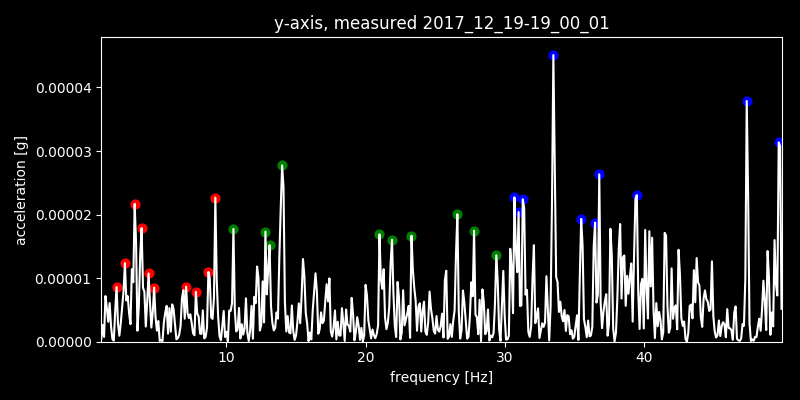 y-axis, measured 2017_12_19-19_00_01
acceleration [g]
0.00004
0.00003
0.00002
0.00001
0.00000
10 20 30 40
frequency [Hz]